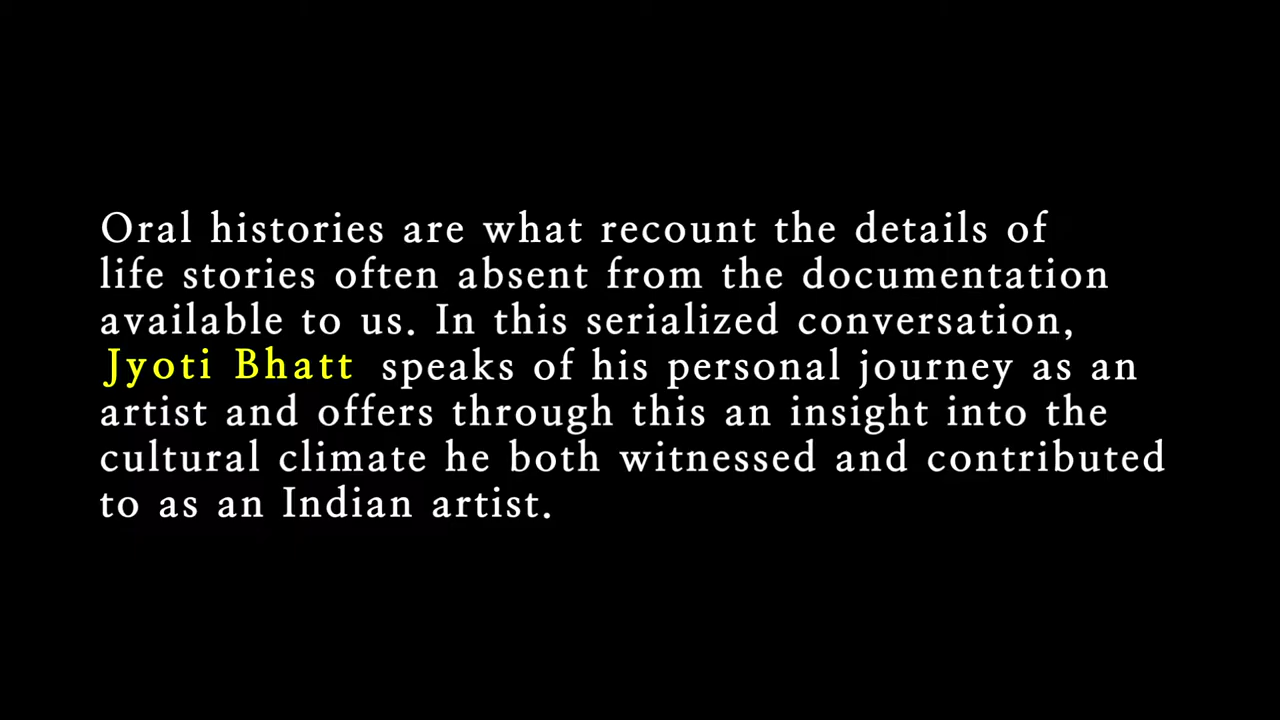 Oral histories are what recount the details of
life stories often absent from the documentation
available to us. In this serialized conversation,
Jyoti Bhatt speaks of his personal journey as an
artist and offers through this an insight into the
cultural climate he both witnessed and contributed
to as an Indian artist.